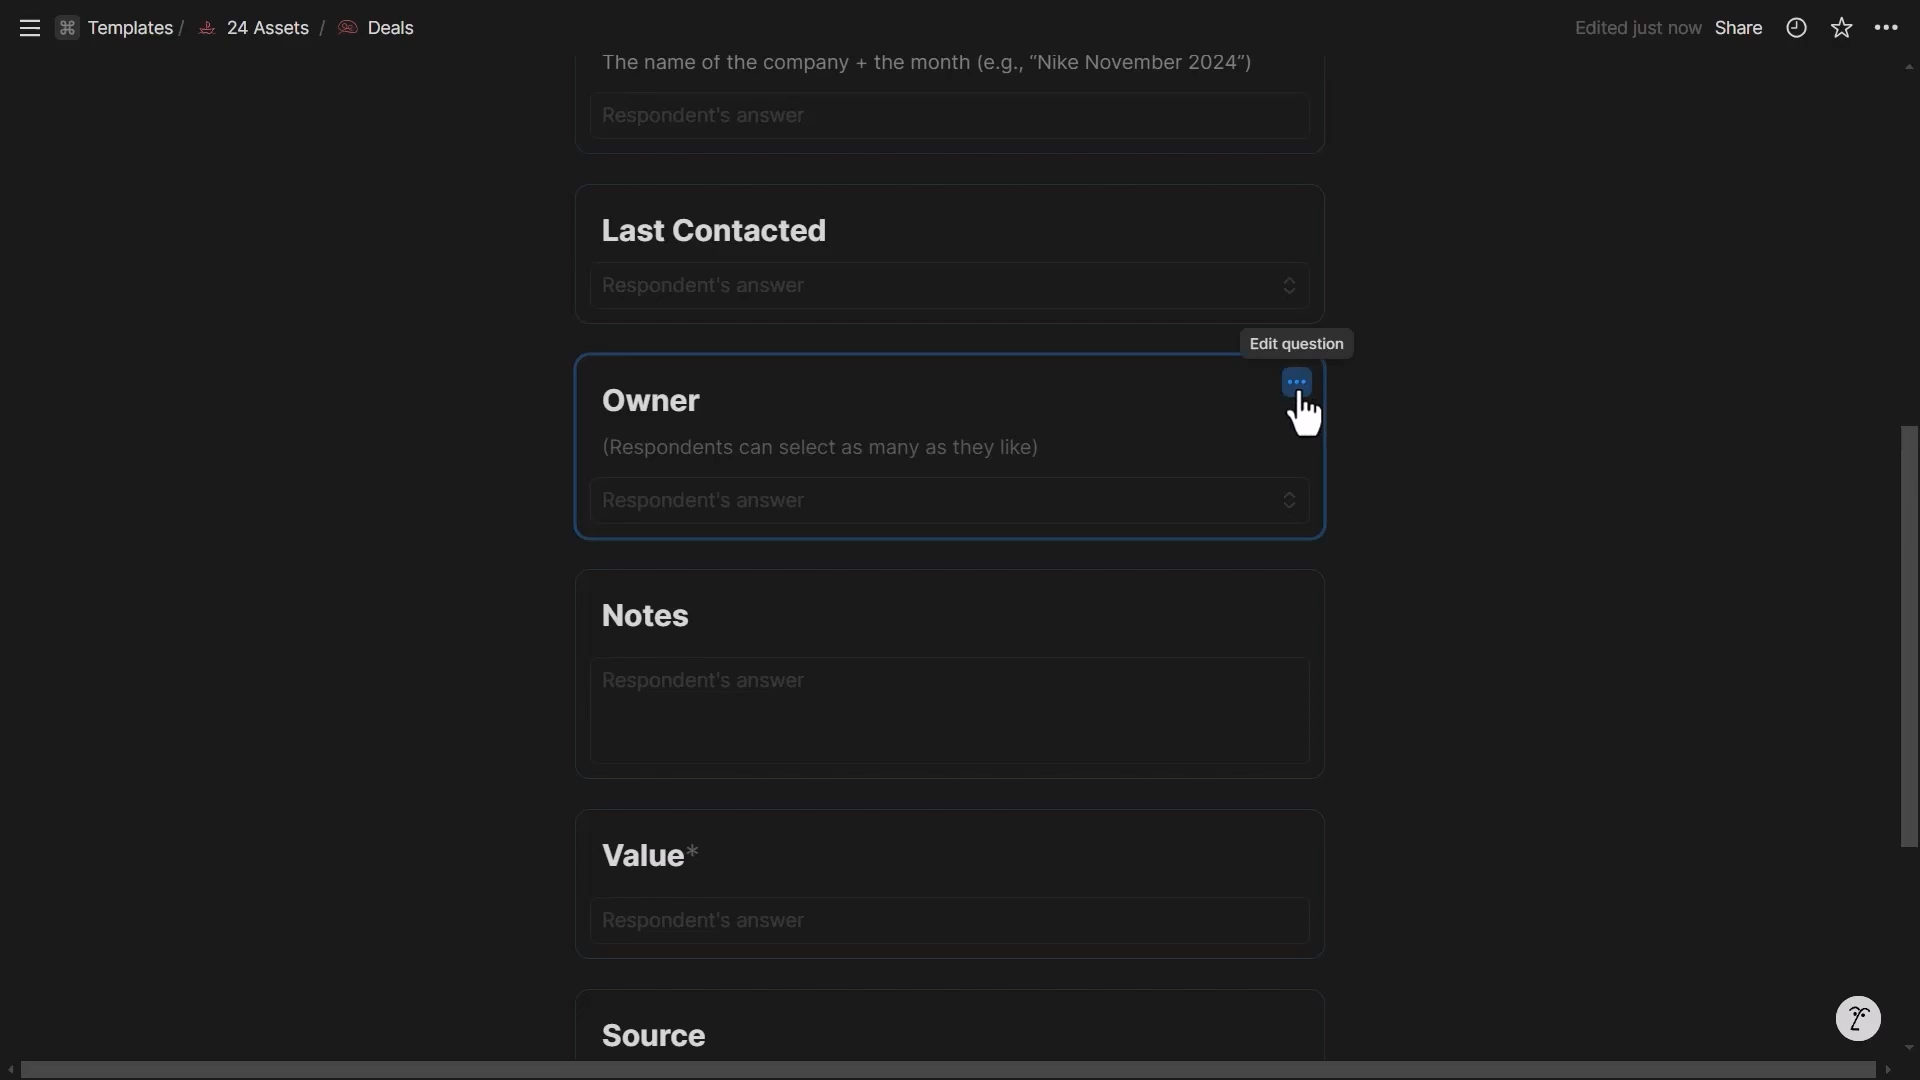 Templates / 24 Assets / Deals
Edited just now Share
The name of the company + the month (e.g., “Nike November 2024”)
Respondent's answer
Last Contacted
Respondent's answer
Edit question
Owner
(Respondents can select as many as they like)
Respondent's answer
Notes
Respondent's answer
Value*
Respondent's answer
Source